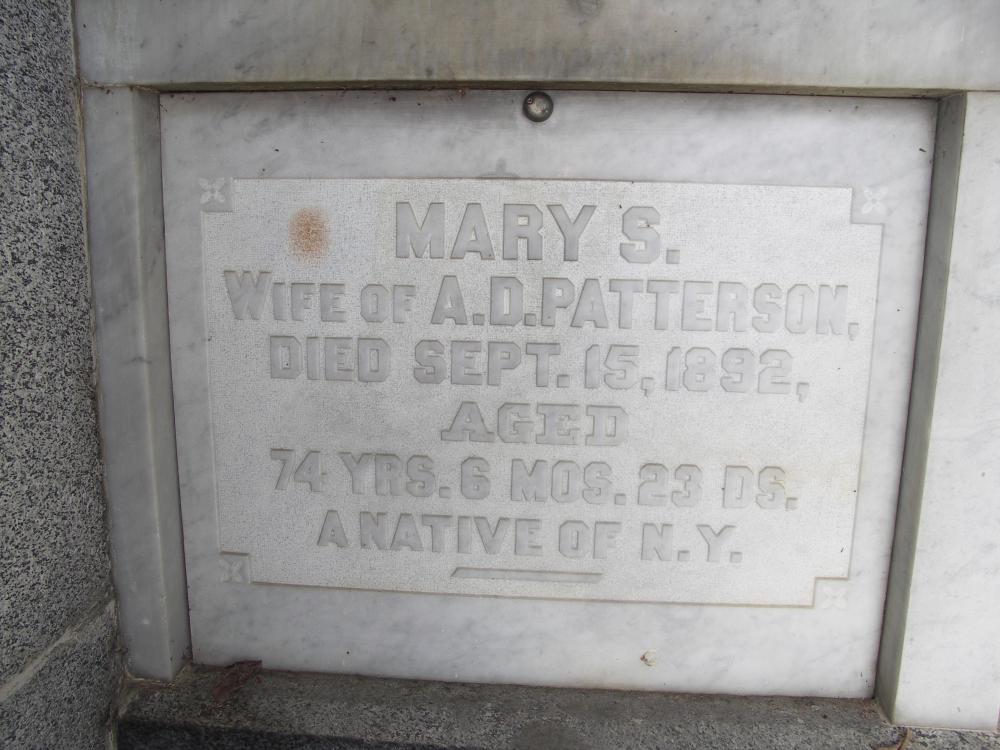 MARY S.
WIFE OF A.D. PATTERSON,
DIED SEPT. 15, 1892,
AGED
74 YRS. 6 MOS. 23 DS.
A NATIVE OF N.Y.